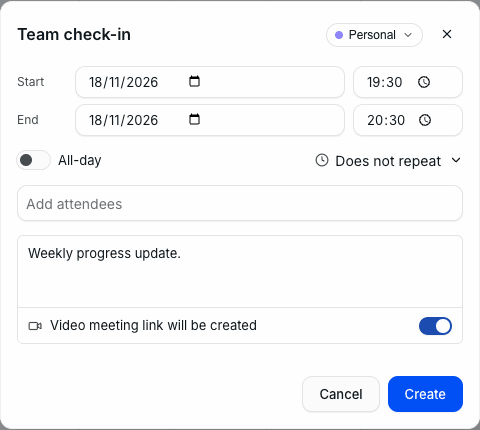 Team check-in Personal
Start 18/11/2026 19:30
End 18/11/2026 20:30
All-day Does not repeat
Add attendees
Weekly progress update.
Video meeting link will be created
Cancel Create